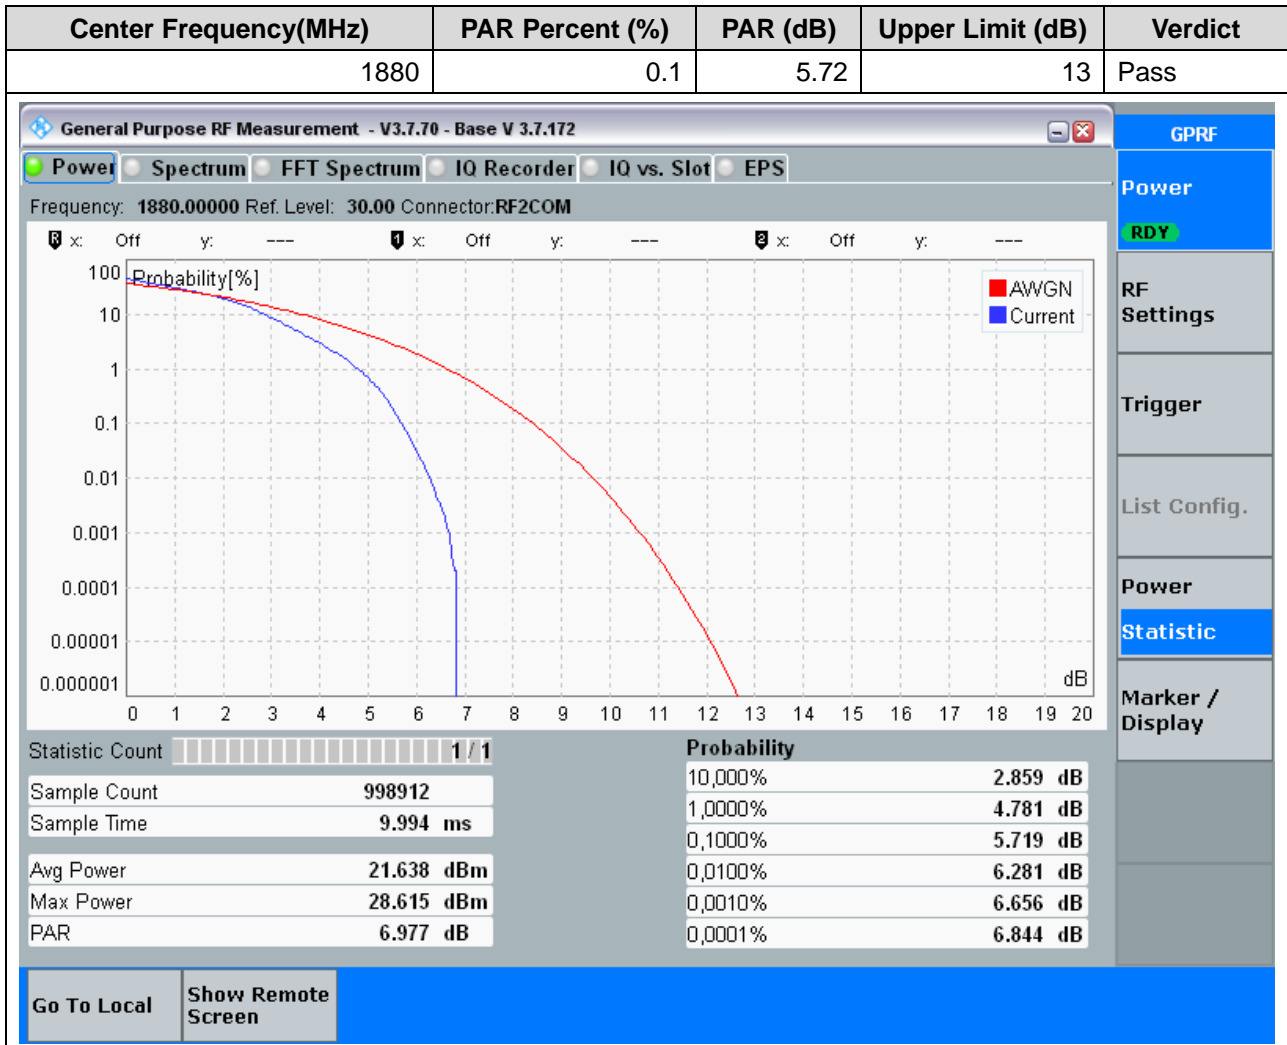 Center Frequency(MHz) PAR Percent (%) PAR (dB) Upper Limit (dB) Verdict
1880 0.1 5.72 13 Pass
General Purpose RF Measurement - V3.7.70 - Base V 3.7.172
GPRF
Power Spectrum FFT Spectrum IQ Recorder IQ vs. Slot EPS
Power
RDY
Frequency: 1880.00000 Ref. Level: 30.00 Connector:RF2COM
R x: Off y: --- 1 x: Off y: --- 2 x: Off y: ---
Probability[%]
AWGN
Current
100
10
1
0.1
0.01
0.001
0.0001
0.00001
0.000001
dB
0 1 2 3 4 5 6 7 8 9 10 11 12 13 14 15 16 17 18 19 20
RF
Settings
Trigger
List Config.
Power
Statistic
Marker /
Display
Statistic Count 1 / 1
Sample Count 998912
Sample Time 9.994 ms
Avg Power 21.638 dBm
Max Power 28.615 dBm
PAR 6.977 dB
Probability
10,000% 2.859 dB
1,0000% 4.781 dB
0,1000% 5.719 dB
0,0100% 6.281 dB
0,0010% 6.656 dB
0,0001% 6.844 dB
Go To Local
Show Remote
Screen